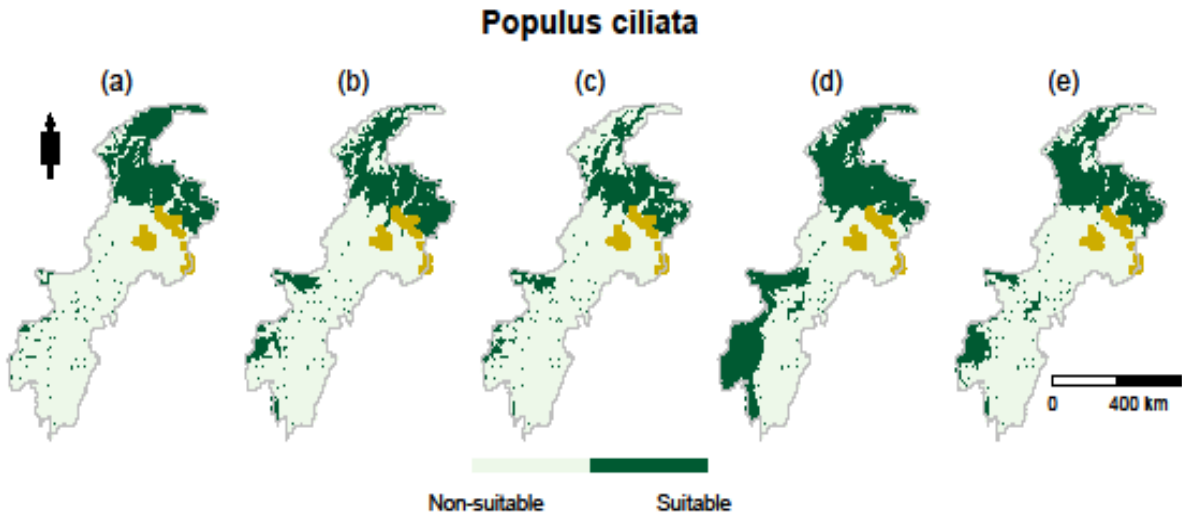 Populus ciliata
(a) (b) (c) (d) (e)
0 400 km
Non-suitable Suitable